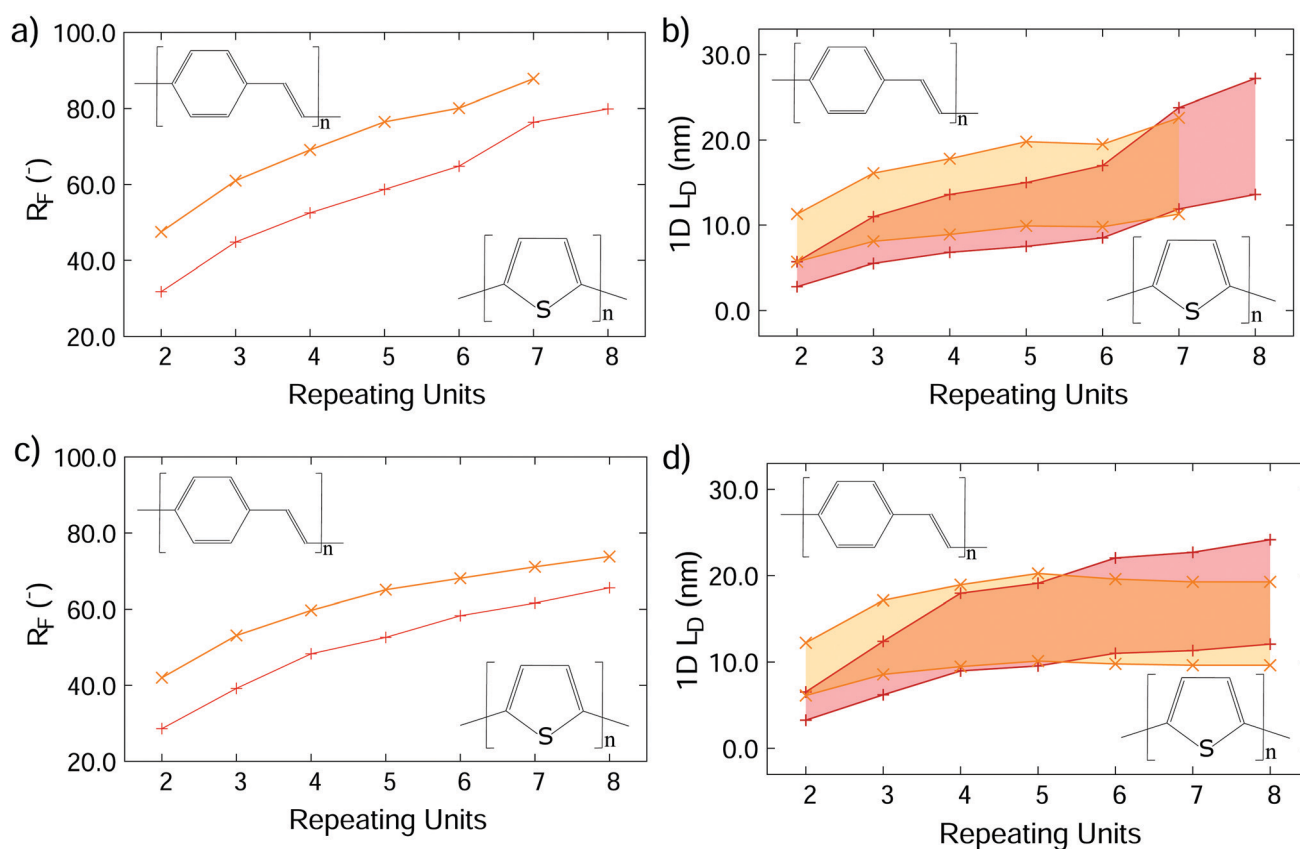 a)
100.0
80.0
60.0
40.0
20.0
R_F (-)
n
S
n
2 3 4 5 6 7 8
Repeating Units
b)
30.0
20.0
10.0
0.0
1D L_D (nm)
n
S
n
2 3 4 5 6 7 8
Repeating Units
c)
100.0
80.0
60.0
40.0
20.0
R_F (-)
n
S
n
2 3 4 5 6 7 8
Repeating Units
d)
30.0
20.0
10.0
0.0
1D L_D (nm)
n
S
n
2 3 4 5 6 7 8
Repeating Units